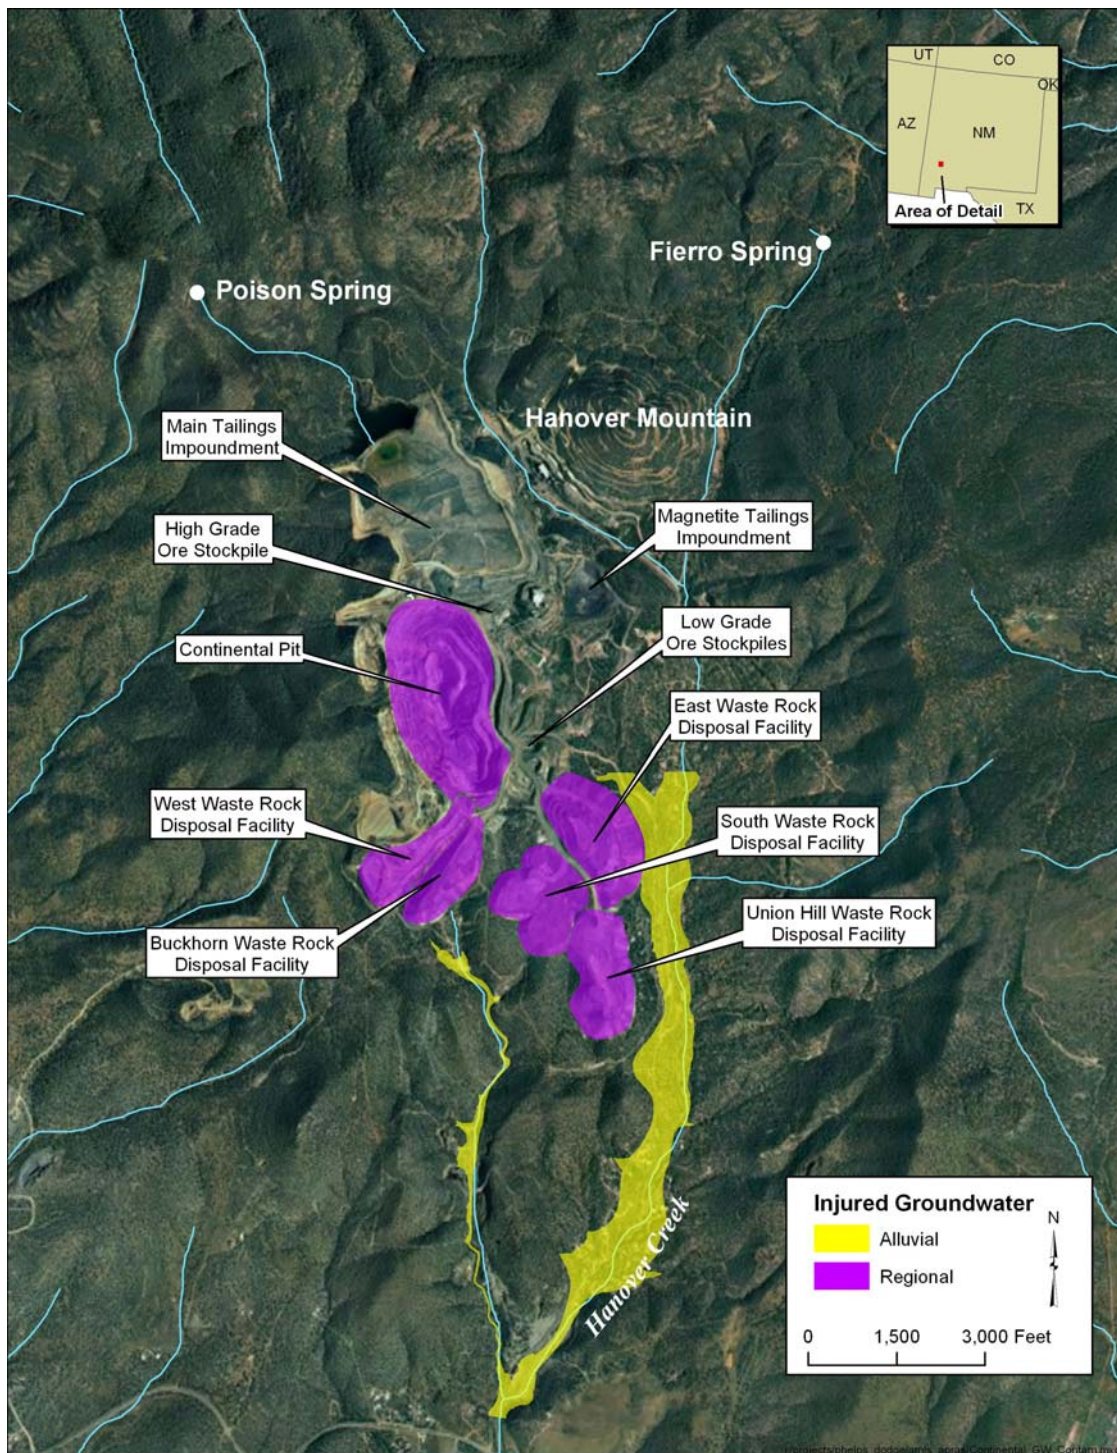 UT
CO
OK
AZ
NM
Area of Detail
TX
Fierro Spring
Poison Spring
Hanover Mountain
Main Tailings
Impoundment
High Grade
Ore Stockpile
Magnetite Tailings
Impoundment
Low Grade
Ore Stockpiles
Continental Pit
East Waste Rock
Disposal Facility
West Waste Rock
Disposal Facility
South Waste Rock
Disposal Facility
Union Hill Waste Rock
Disposal Facility
Buckhorn Waste Rock
Disposal Facility
Hanover Creek
Injured Groundwater
N
Alluvial
Regional
0 1,500 3,000 Feet